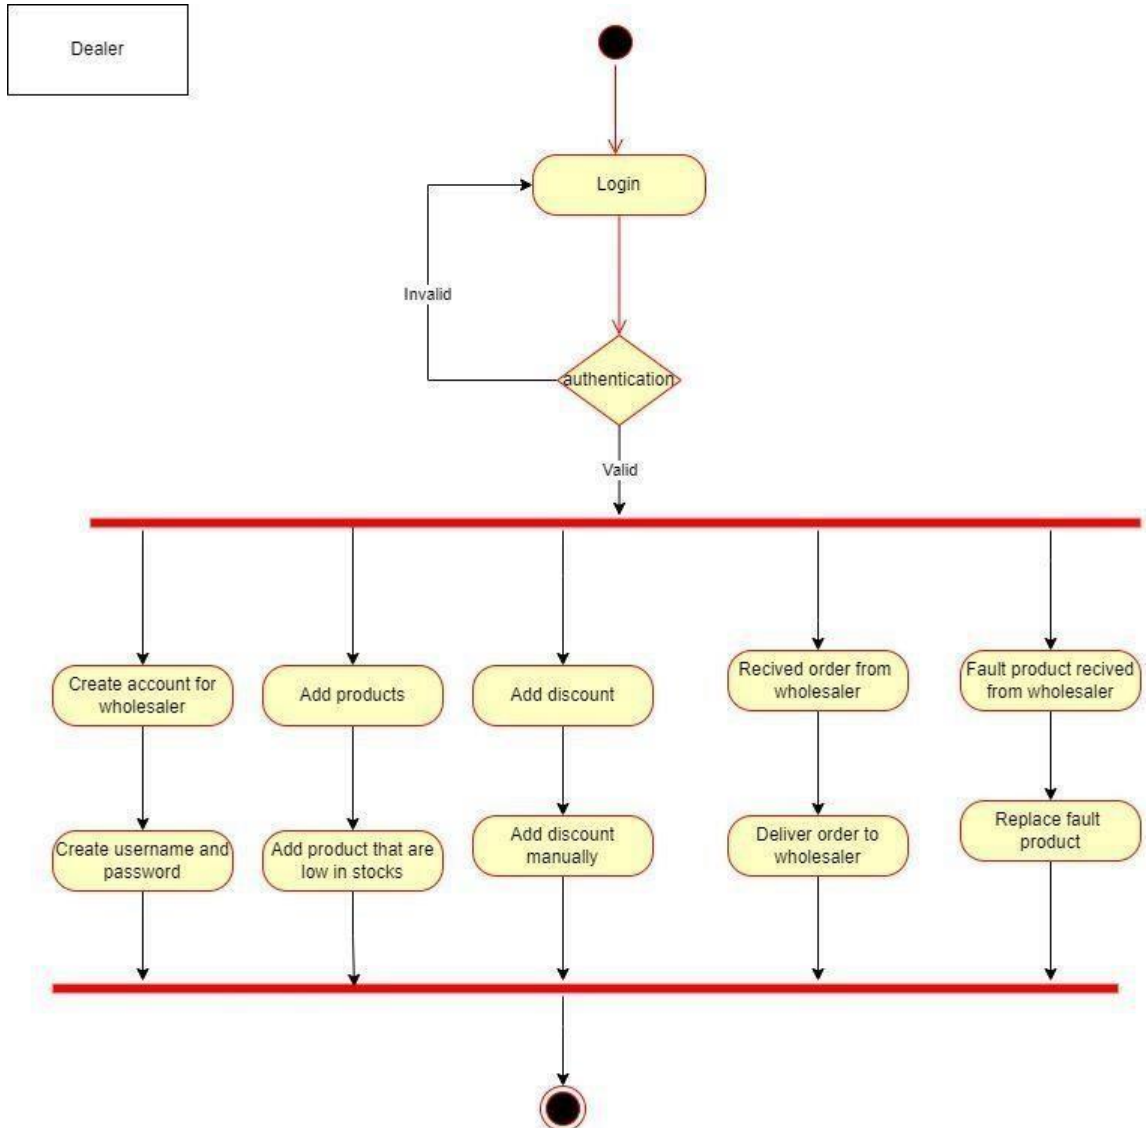 Dealer
Login
Invalid
authentication
Valid
Create account for
wholesaler
Add products
Add discount
Recived order from
wholesaler
Fault product recived
from wholesaler
Create username and
password
Add product that are
low in stocks
Add discount
manually
Deliver order to
wholesaler
Replace fault
product